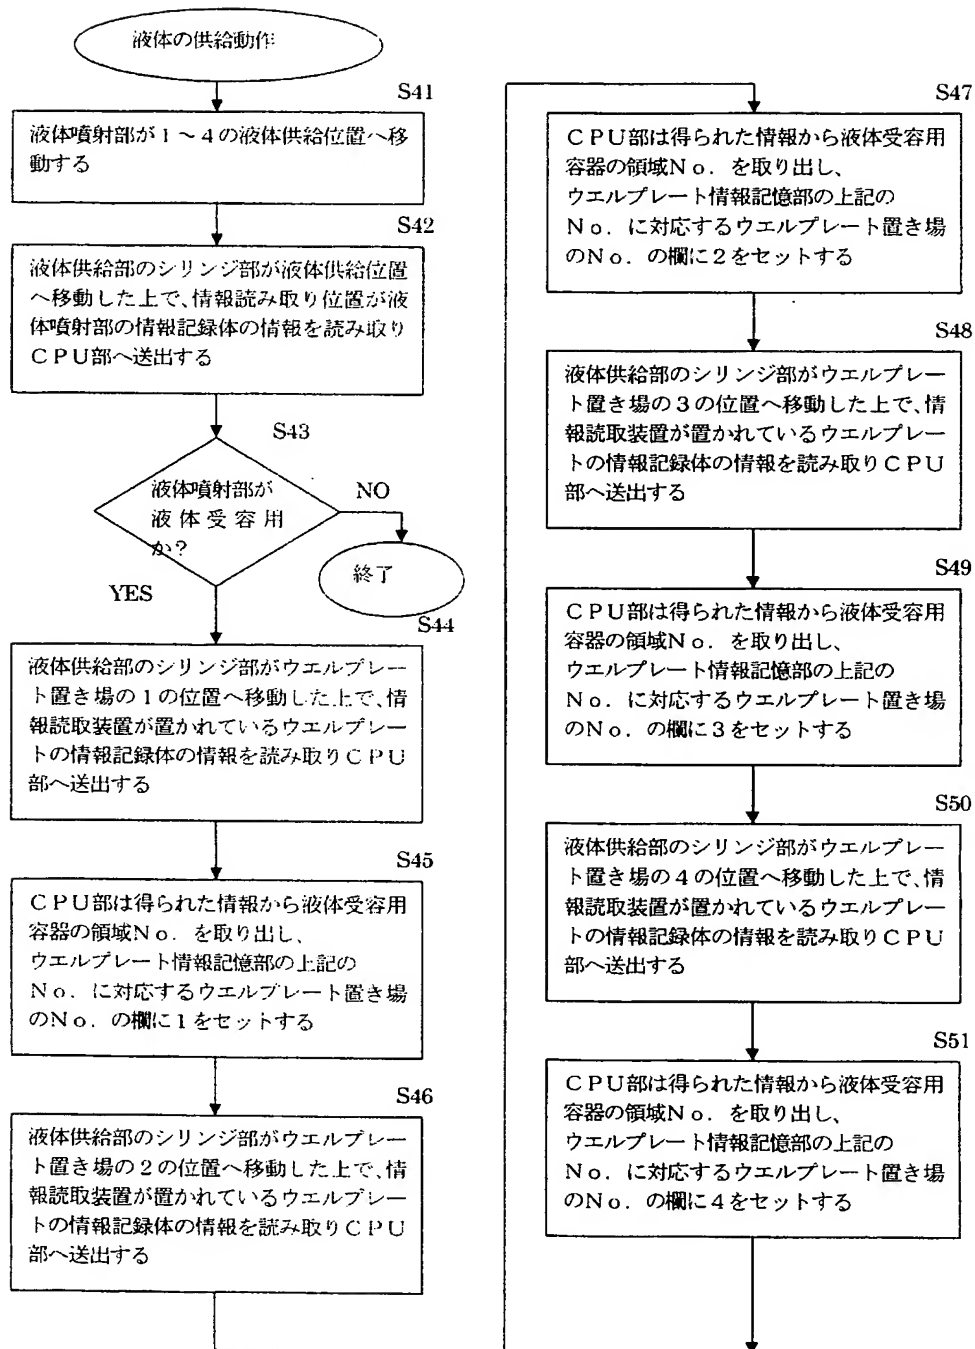 液体の供給動作
S41
液体噴射部が1～4の液体供給位置へ移
動する
S42
液体供給部のシリンジ部が液体供給位置
へ移動した上で、情報読み取り位置が液
体噴射部の情報記録体の情報を読み取り
ＣＰＵ部へ送出する
S43
液体噴射部が
液体受容用
か?
NO
終了
YES
S44
液体供給部のシリンジ部がウエルプレー
ト置き場の１の位置へ移動した上で、情
報読取装置が置かれているウエルプレー
トの情報記録体の情報を読み取りＣＰＵ
部へ送出する
S45
ＣＰＵ部は得られた情報から液体受容用
容器の領域Ｎｏ．を取り出し、
ウエルプレート情報記憶部の上記の
Ｎｏ．に対応するウエルプレート置き場
のＮｏ．の欄に１をセットする
S46
液体供給部のシリンジ部がウエルプレー
ト置き場の２の位置へ移動した上で、情
報読取装置が置かれているウエルプレー
トの情報記録体の情報を読み取りＣＰＵ
部へ送出する
S47
ＣＰＵ部は得られた情報から液体受容用
容器の領域Ｎｏ．を取り出し、
ウエルプレート情報記憶部の上記の
Ｎｏ．に対応するウエルプレート置き場
のＮｏ．の欄に２をセットする
S48
液体供給部のシリンジ部がウエルプレー
ト置き場の３の位置へ移動した上で、情
報読取装置が置かれているウエルプレー
トの情報記録体の情報を読み取りＣＰＵ
部へ送出する
S49
ＣＰＵ部は得られた情報から液体受容用
容器の領域Ｎｏ．を取り出し、
ウエルプレート情報記憶部の上記の
Ｎｏ．に対応するウエルプレート置き場
のＮｏ．の欄に３をセットする
S50
液体供給部のシリンジ部がウエルプレー
ト置き場の４の位置へ移動した上で、情
報読取装置が置かれているウエルプレー
トの情報記録体の情報を読み取りＣＰＵ
部へ送出する
S51
ＣＰＵ部は得られた情報から液体受容用
容器の領域Ｎｏ．を取り出し、
ウエルプレート情報記憶部の上記の
Ｎｏ．に対応するウエルプレート置き場
のＮｏ．の欄に４をセットする